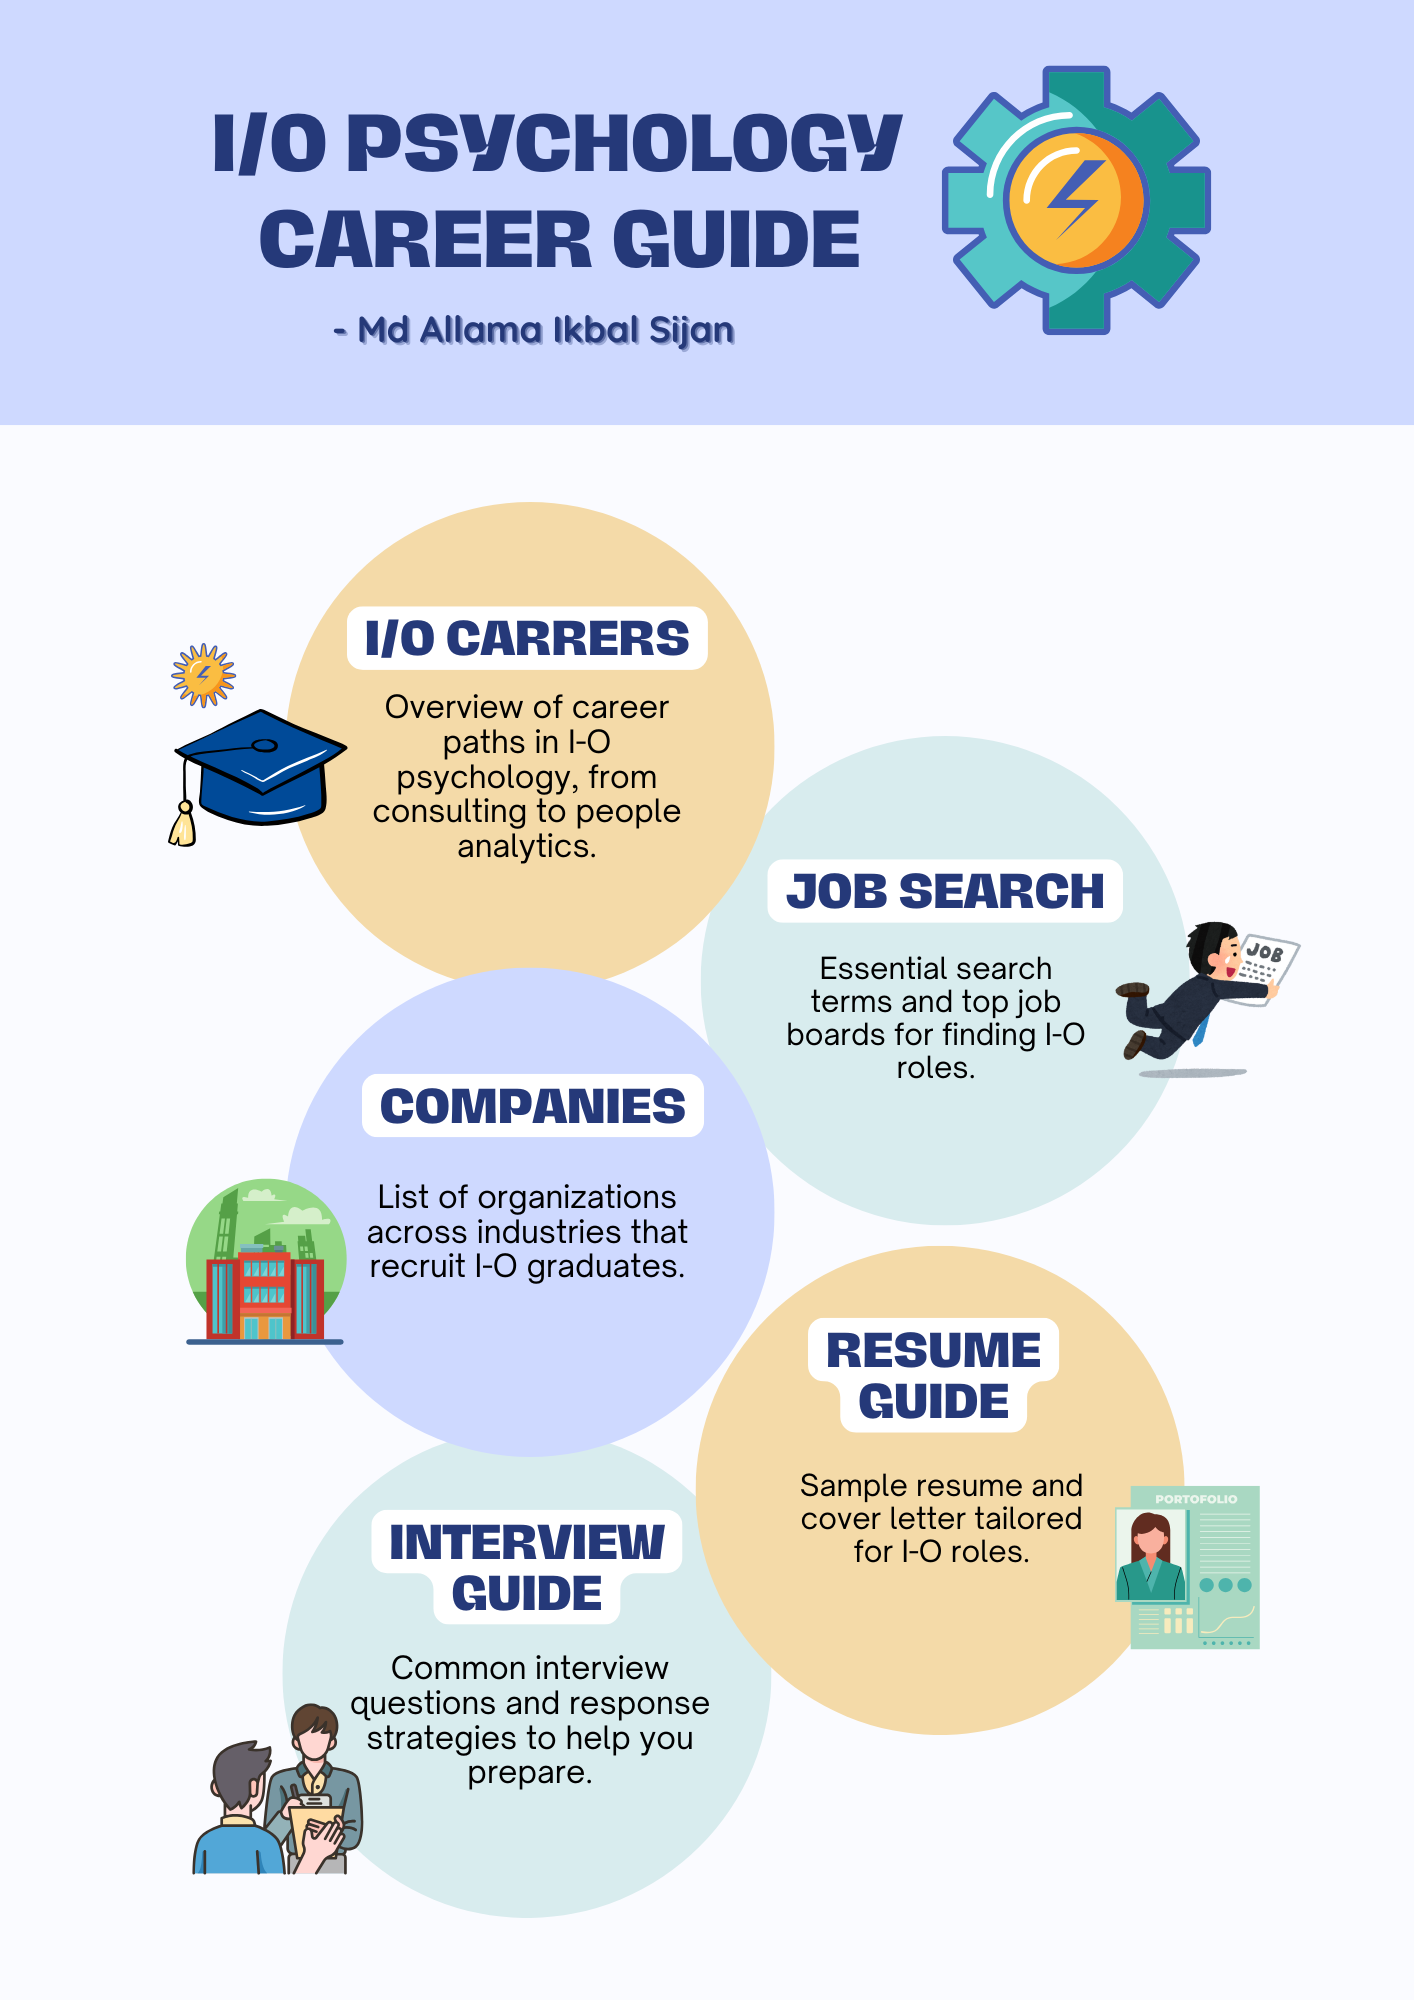 I/O PSYCHOLOGY
CAREER GUIDE
- Md Allama Ikbal Sijan
I/O CARRERS
Overview of career
paths in I-O
psychology, from
consulting to people
analytics.
JOB SEARCH
Essential search
terms and top job
boards for finding I-O
roles.
JOB
COMPANIES
List of organizations
across industries that
recruit I-O graduates.
RESUME
GUIDE
Sample resume and
cover letter tailored
for I-O roles.
PORTOFOLIO
INTERVIEW
GUIDE
Common interview
questions and response
strategies to help you
prepare.